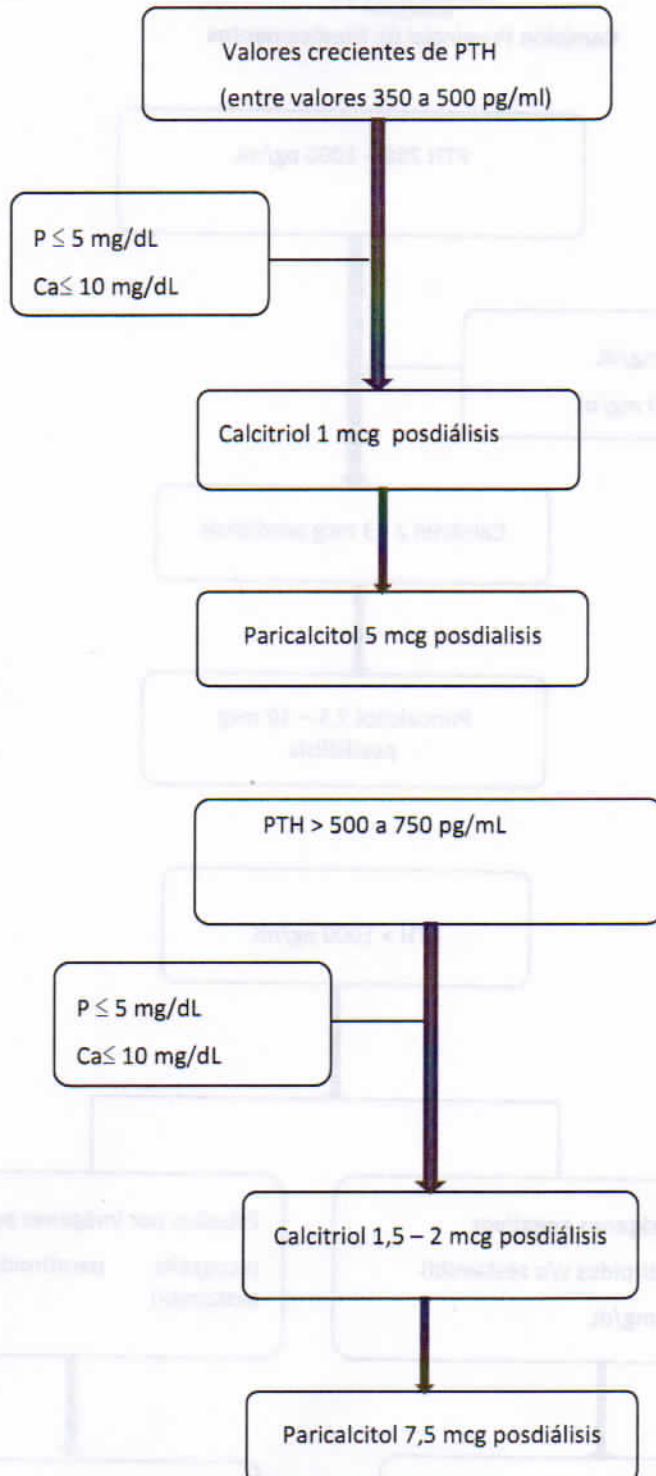 Valores crecientes de PTH
(entre valores 350 a 500 pg/ml)
P ≤ 5 mg/dL
Ca≤ 10 mg/dL
Calcitriol 1 mcg posdiálisis
Paricalcitol 5 mcg posdialisis
PTH > 500 a 750 pg/mL
P ≤ 5 mg/dL
Ca≤ 10 mg/dL
Calcitriol 1,5 – 2 mcg posdiálisis
Paricalcitol 7,5 mcg posdiálisis